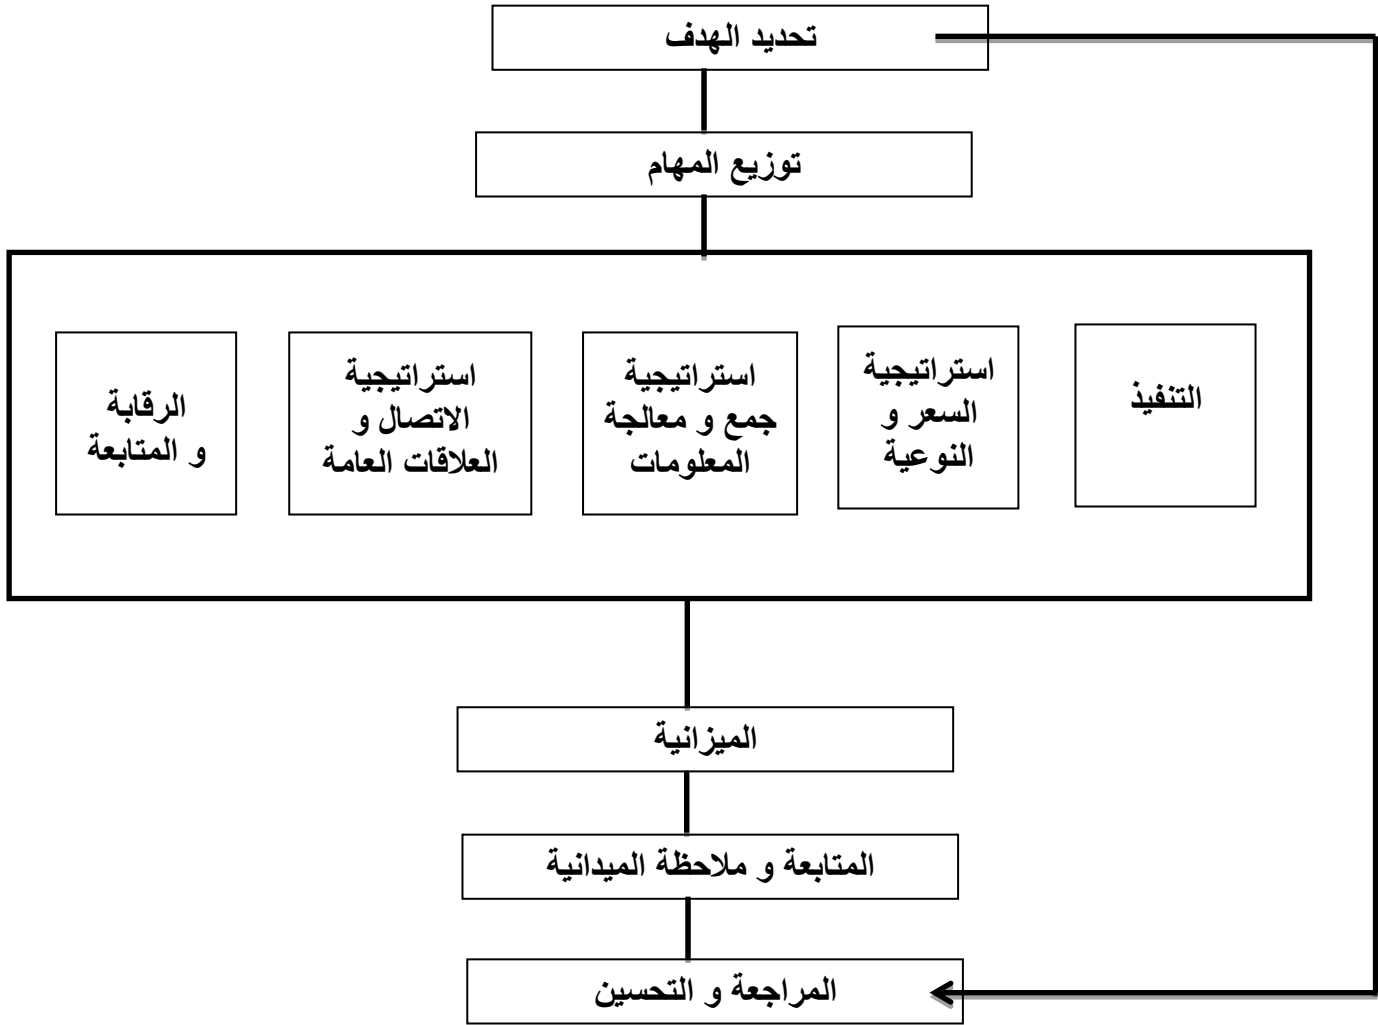 تحديد الهدف
توزيع المهام
التنفيذ
استراتيجية
السعر و
النوعية
استراتيجية
جمع و معالجة
المعلومات
استراتيجية
الاتصال و
العلاقات العامة
الرقابة
و المتابعة
الميزانية
المتابعة و ملاحظة الميدانية
المراجعة و التحسين